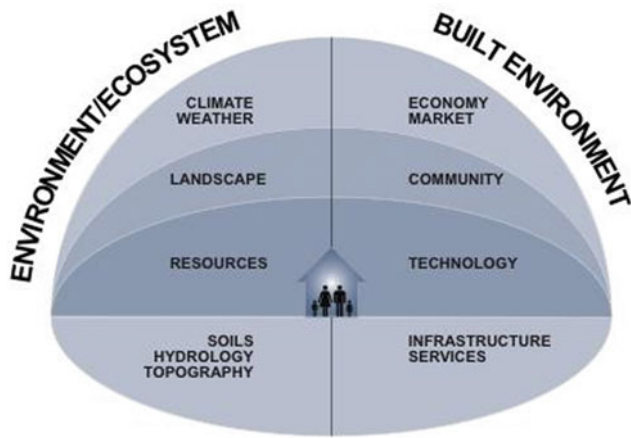 ENVIRONMENT/ECOSYSTEM
BUILT ENVIRONMENT
CLIMATE
WEATHER
ECONOMY
MARKET
LANDSCAPE
COMMUNITY
RESOURCES
TECHNOLOGY
SOILS
HYDROLOGY
TOPOGRAPHY
INFRASTRUCTURE
SERVICES